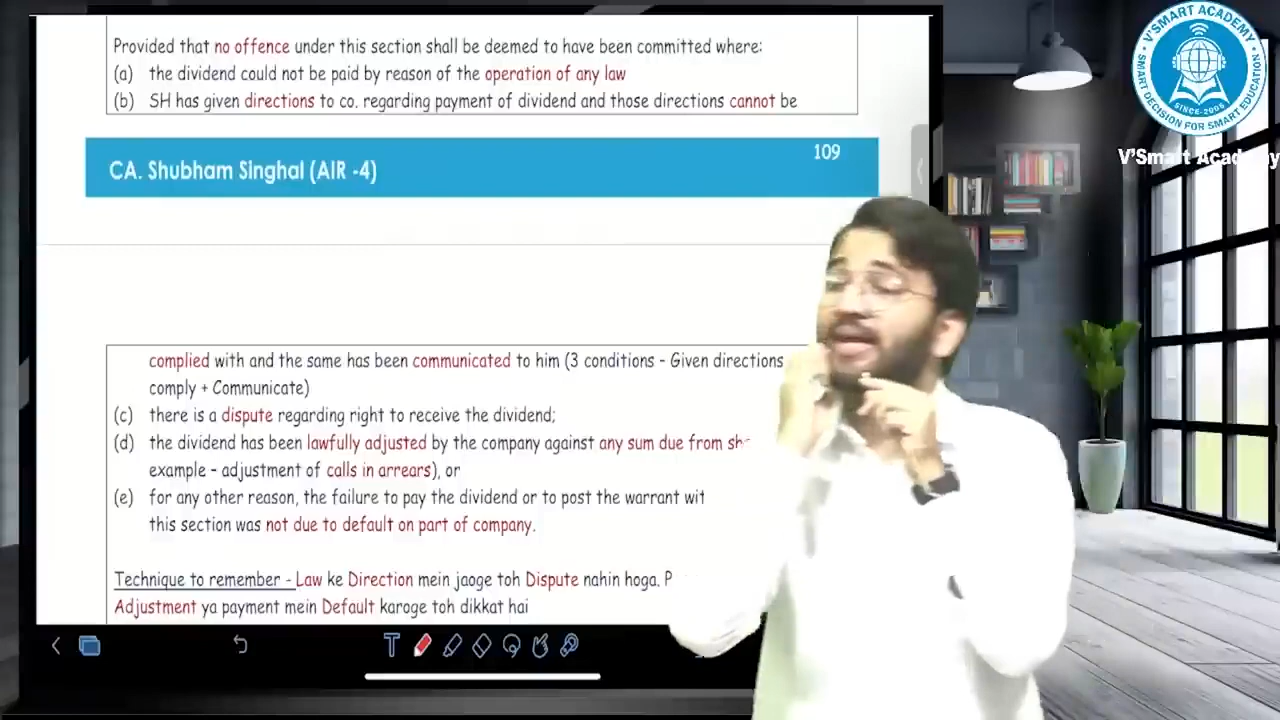 Provided that no offence under this section shall be deemed to have been committed where:
(a) the dividend could not be paid by reason of the operation of any law
(b) SH has given directions to co. regarding payment of dividend and those directions cannot be
CA. Shubham Singhal (AIR -4)
109
complied with and the same has been communicated to him (3 conditions - Given directions
comply + Communicate)
(c) there is a dispute regarding right to receive the dividend;
(d) the dividend has been lawfully adjusted by the company against any sum due from
example - adjustment of calls in arrears), or
(e) for any other reason, the failure to pay the dividend or to post the warrant
this section was not due to default on part of company.
Technique to remember - Law ke Direction mein jaoge toh Dispute nahin hoga.
Adjustment ya payment mein Default karoge toh dikkat hai
V'SMART ACADEMY
SINCE-2006
SMART DECISION FOR SMART EDUCATION
V'Smart Academy